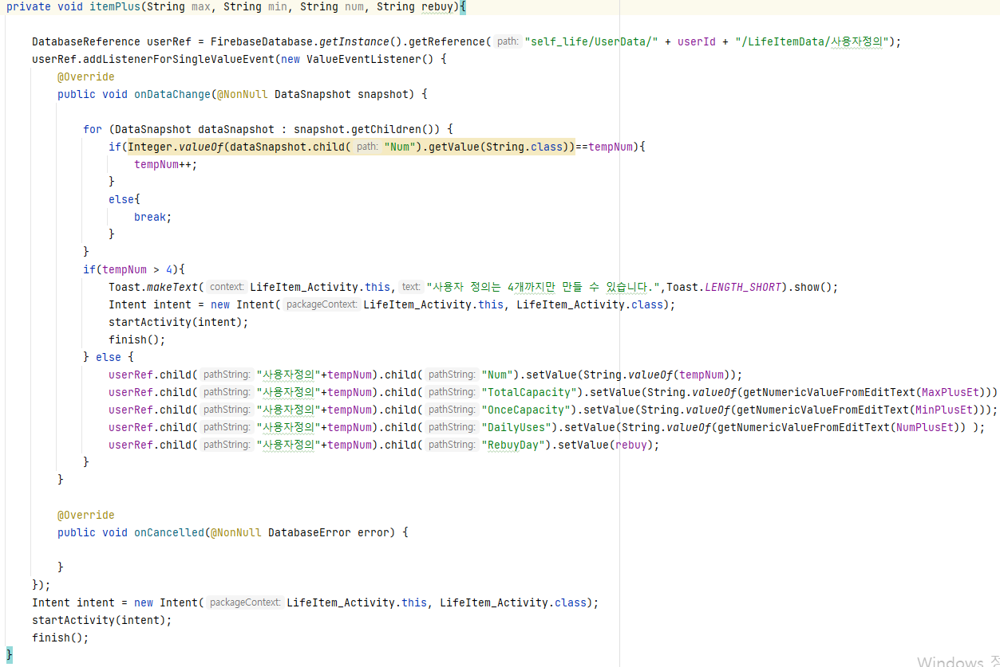 private void itemPlus(String max, String min, String num, String rebuy){
DatabaseReference userRef = FirebaseDatabase.getInstance().getReference( path: "self_life/UserData/" + userId + "/LifeItemData/사용자정의");
userRef.addListenerForSingleValueEvent(new ValueEventListener() {
@Override
public void onDataChange(@NonNull DataSnapshot snapshot) {
for (DataSnapshot dataSnapshot : snapshot.getChildren()) {
if(Integer.valueOf(dataSnapshot.child( path: "Num").getValue(String.class))==tempNum){
tempNum++;
}
else{
break;
}
}
if(tempNum > 4){
Toast.makeText( context: LifeItem_Activity.this, text: "사용자 정의는 4개까지만 만들 수 있습니다.",Toast.LENGTH_SHORT).show();
Intent intent = new Intent( packageContext: LifeItem_Activity.this, LifeItem_Activity.class);
startActivity(intent);
finish();
} else {
userRef.child( pathString: "사용자정의"+tempNum).child( pathString: "Num").setValue(String.valueOf(tempNum));
userRef.child( pathString: "사용자정의"+tempNum).child( pathString: "TotalCapacity").setValue(String.valueOf(getNumericValueFromEditText(MaxPlusEt)))
userRef.child( pathString: "사용자정의"+tempNum).child( pathString: "OnceCapacity").setValue(String.valueOf(getNumericValueFromEditText(MinPlusEt)));
userRef.child( pathString: "사용자정의"+tempNum).child( pathString: "DailyUses").setValue(String.valueOf(getNumericValueFromEditText(NumPlusEt)) );
userRef.child( pathString: "사용자정의"+tempNum).child( pathString: "RebuyDay").setValue(rebuy);
}
}
@Override
public void onCancelled(@NonNull DatabaseError error) {
}
});
Intent intent = new Intent( packageContext: LifeItem_Activity.this, LifeItem_Activity.class);
startActivity(intent);
finish();
}
Windows